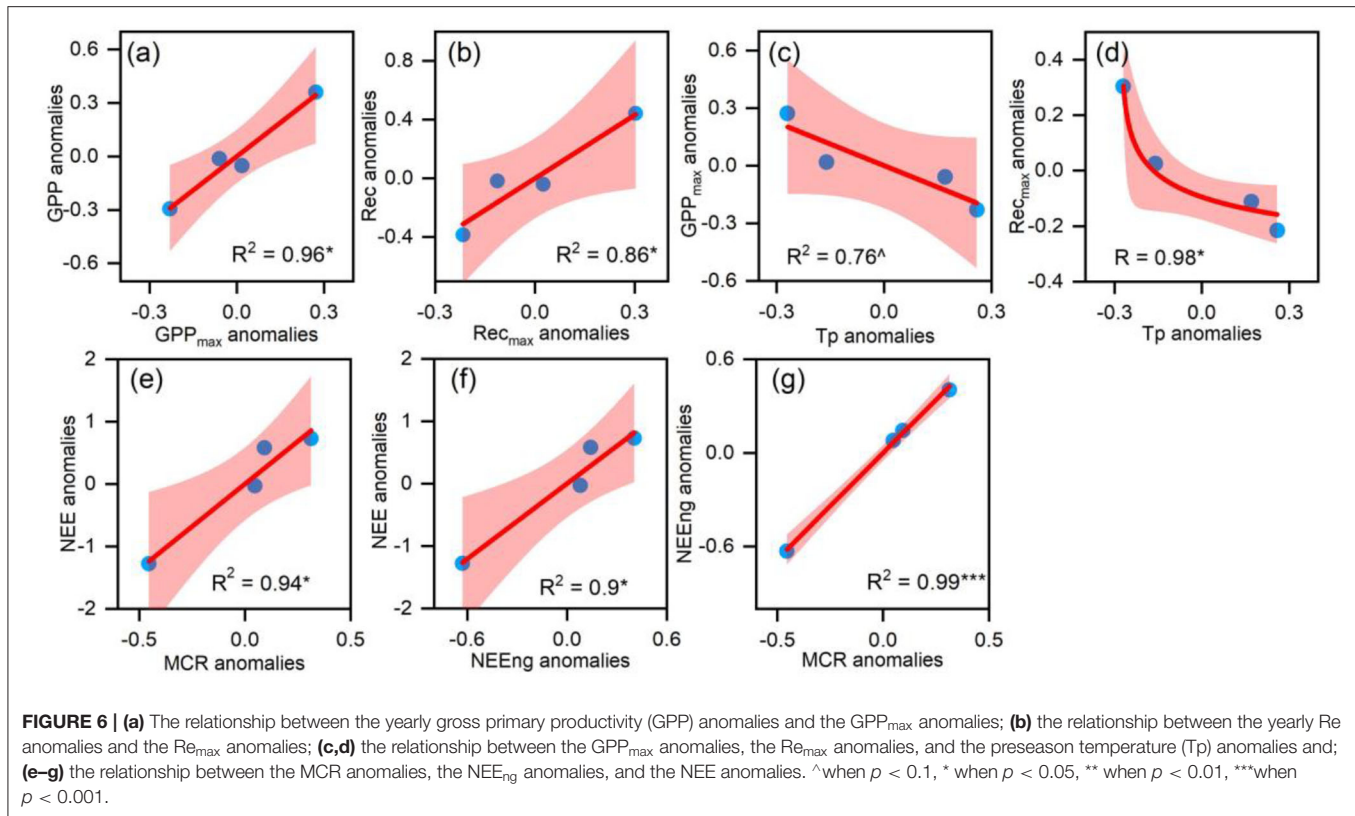 (a)
0.6
0.3
0.0
-0.3
-0.6
GPP anomalies
R² = 0.96*
-0.3 0.0 0.3
GPPmax anomalies
(b)
0.8
0.4
0.0
-0.4
Rec anomalies
R² = 0.86*
-0.3 0.0 0.3
Recmax anomalies
(c)
0.6
0.3
0.0
-0.3
-0.6
GPPmax anomalies
R² = 0.76^
-0.3 0.0 0.3
Tp anomalies
(d)
0.4
0.2
0.0
-0.2
-0.4
Recmax anomalies
R = 0.98*
-0.3 0.0 0.3
Tp anomalies
(e)
2
1
0
-1
-2
NEE anomalies
R² = 0.94*
-0.5 0.0 0.5
MCR anomalies
(f)
2
1
0
-1
-2
NEE anomalies
R² = 0.9*
-0.6 0.0 0.6
NEEng anomalies
(g)
0.6
0.0
-0.6
NEEng anomalies
R² = 0.99***
-0.5 0.0 0.5
MCR anomalies
FIGURE 6 | (a) The relationship between the yearly gross primary productivity (GPP) anomalies and the GPPmax anomalies; (b) the relationship between the yearly Re
anomalies and the Remax anomalies; (c,d) the relationship between the GPPmax anomalies, the Remax anomalies, and the preseason temperature (Tp) anomalies and;
(e–g) the relationship between the MCR anomalies, the NEEng anomalies, and the NEE anomalies. ^when p < 0.1, * when p < 0.05, ** when p < 0.01, ***when
p < 0.001.